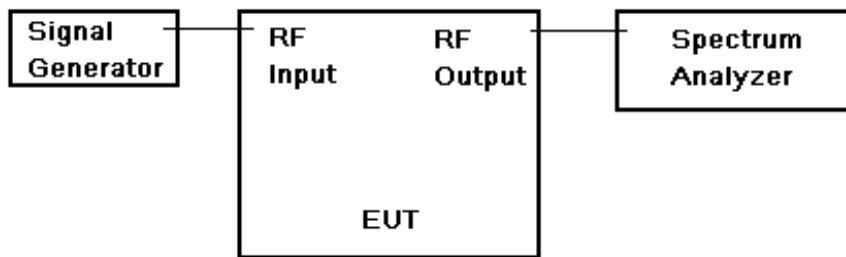 Signal
Generator
RF
Input
RF
Output
EUT
Spectrum
Analyzer